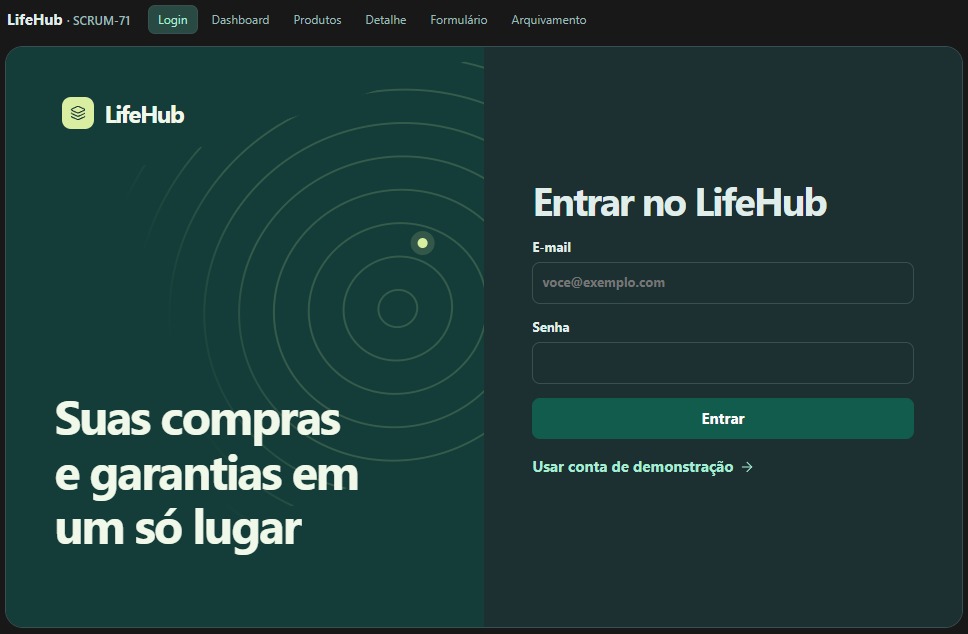 LifeHub · SCRUM-71 Login Dashboard Produtos Detalhe Formulário Arquivamento
LifeHub
Suas compras
e garantias em
um só lugar
Entrar no LifeHub
E-mail
voce@exemplo.com
Senha
Entrar
Usar conta de demonstração →